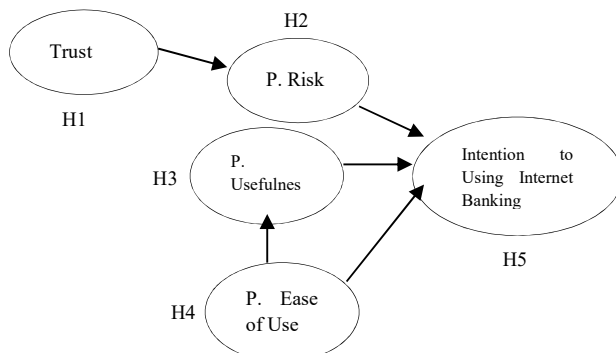 H2
Trust
P. Risk
H1
P.
Usefulnes
H3
Intention to
Using Internet
Banking
H5
H4
P. Ease
of Use